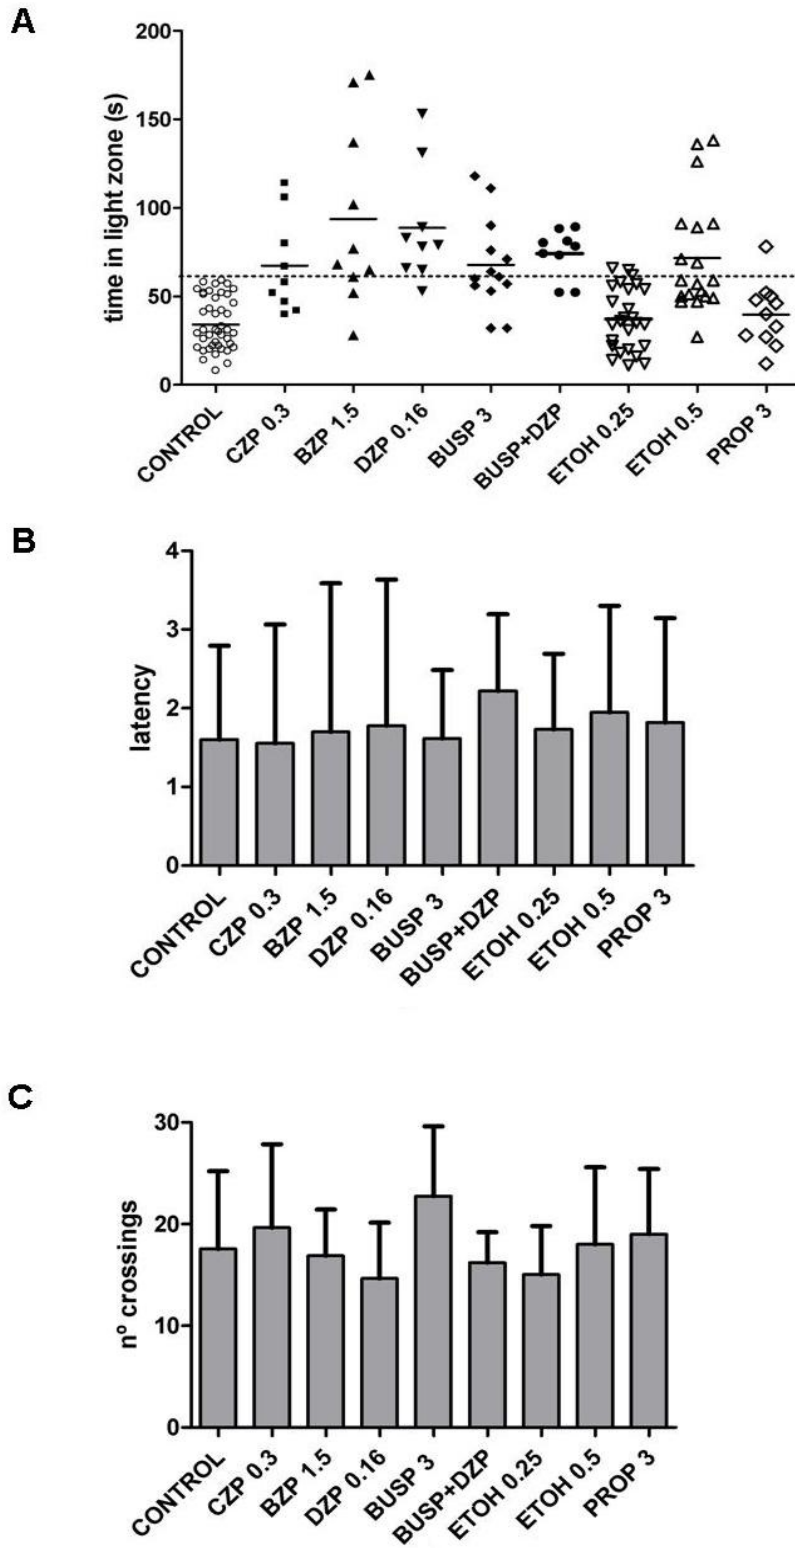 A
time in light zone (s)
200
150
100
50
0
CONTROL
CZP 0.3
BZP 1.5
DZP 0.16
BUSP 3
BUSP+DZP
ETOH 0.25
ETOH 0.5
PROP 3
B
latency
4
3
2
1
0
CONTROL
CZP 0.3
BZP 1.5
DZP 0.16
BUSP 3
BUSP+DZP
ETOH 0.25
ETOH 0.5
PROP 3
C
nº crossings
30
20
10
0
CONTROL
CZP 0.3
BZP 1.5
DZP 0.16
BUSP 3
BUSP+DZP
ETOH 0.25
ETOH 0.5
PROP 3